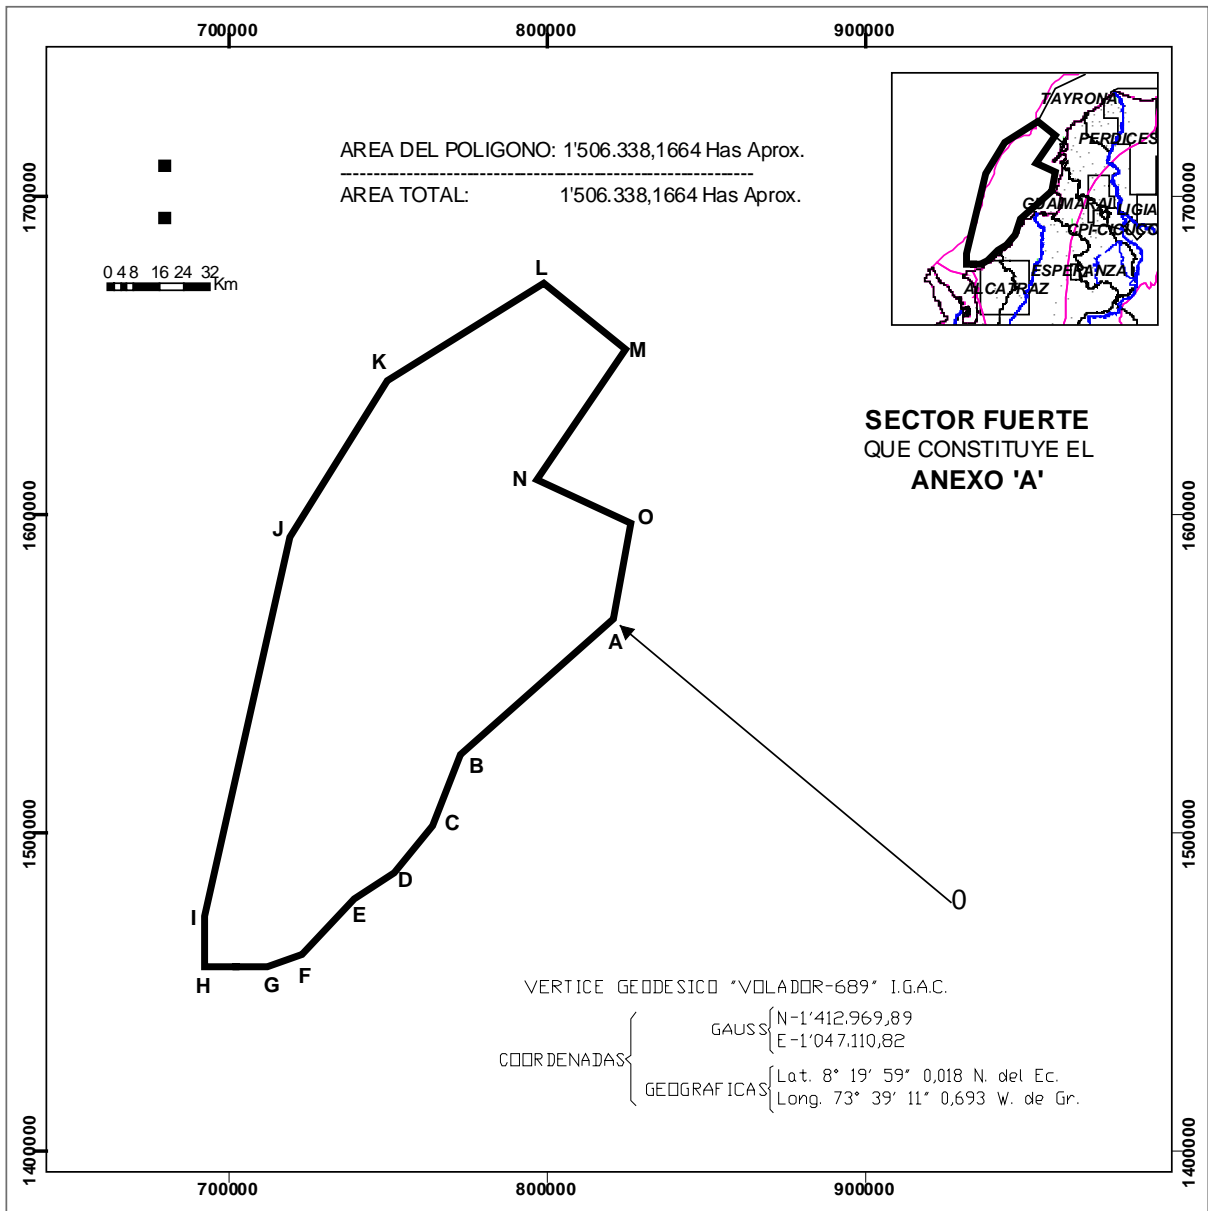 700000 800000 900000
AREA DEL POLIGONO: 1'506.338,1664 Has Aprox.
AREA TOTAL: 1'506.338,1664 Has Aprox.
0 4 8 16 24 32 Km
TAYRONA
PERDICES
GUAMARAL
LIGIA
CPI-CICUCO
ESPERANZA
ALCATRAZ
1700000
1700000
L
M
K
SECTOR FUERTE
QUE CONSTITUYE EL
ANEXO 'A'
N
O
J
1600000
1600000
A
B
C
1500000
1500000
D
E
0
I
F
G
H
VERTICE GEODESICO "VOLADOR-689" I.G.A.C.
COORDENADAS
GAUSS
N-1'412.969,89
E-1'047.110,82
GEOGRAFICAS
Lat. 8° 19' 59" 0,018 N. del Ec.
Long. 73° 39' 11" 0,693 W. de Gr.
1400000
1400000
700000 800000 900000